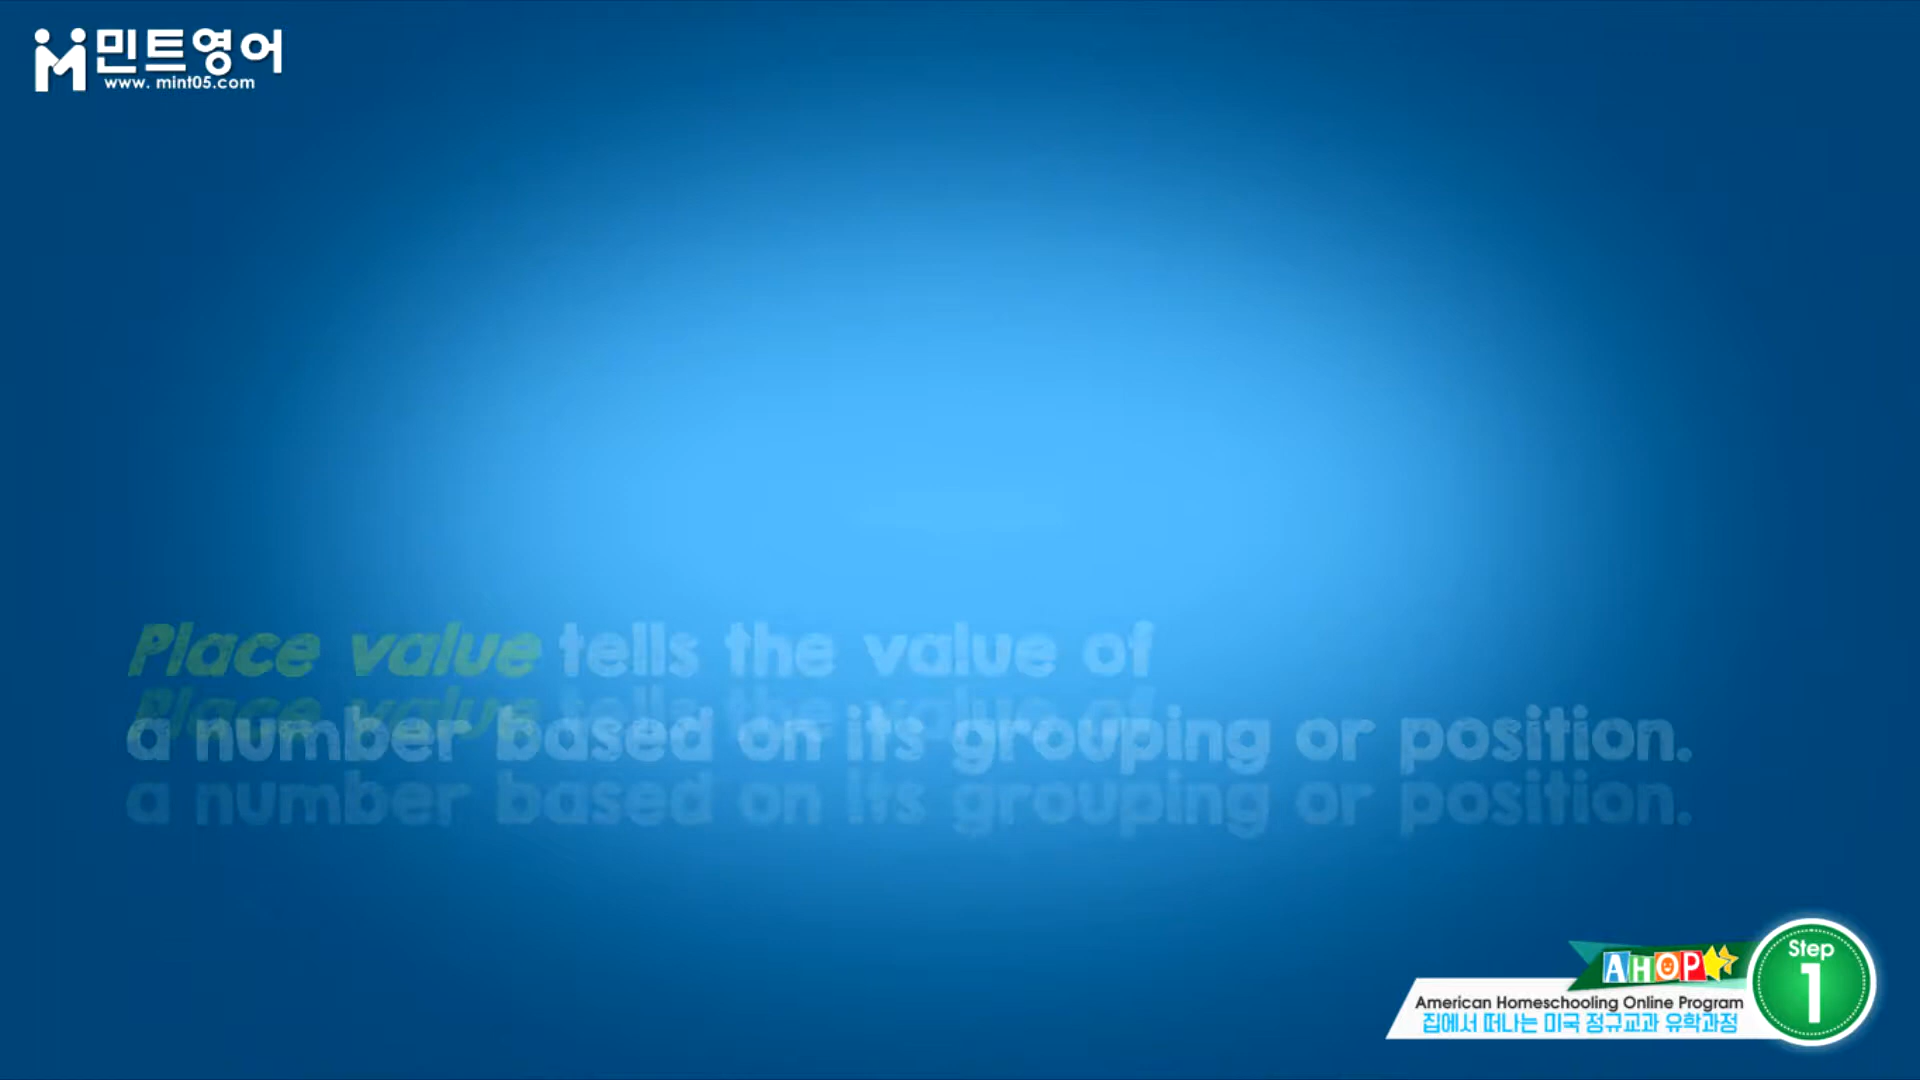 민트영어
www. mint05.com
Place value tells the value of
a number based on its grouping or position.
AHOP
Step
1
American Homeschooling Online Program
집에서 떠나는 미국 정규교과 유학과정